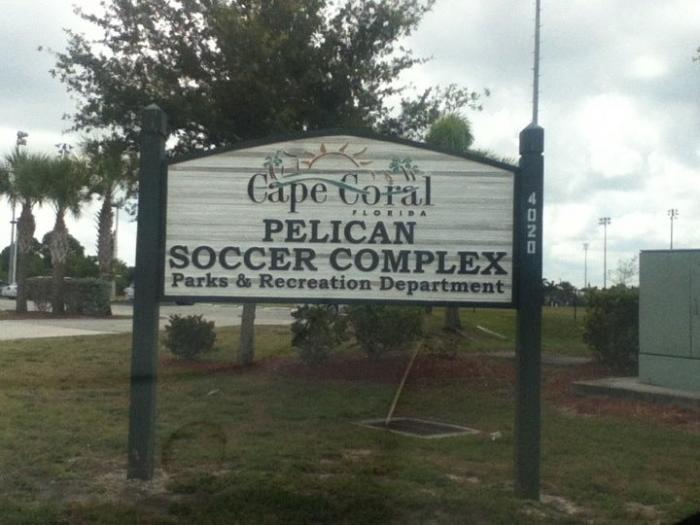 Cape Coral
FLORIDA
PELICAN
SOCCER COMPLEX
Parks & Recreation Department
4020